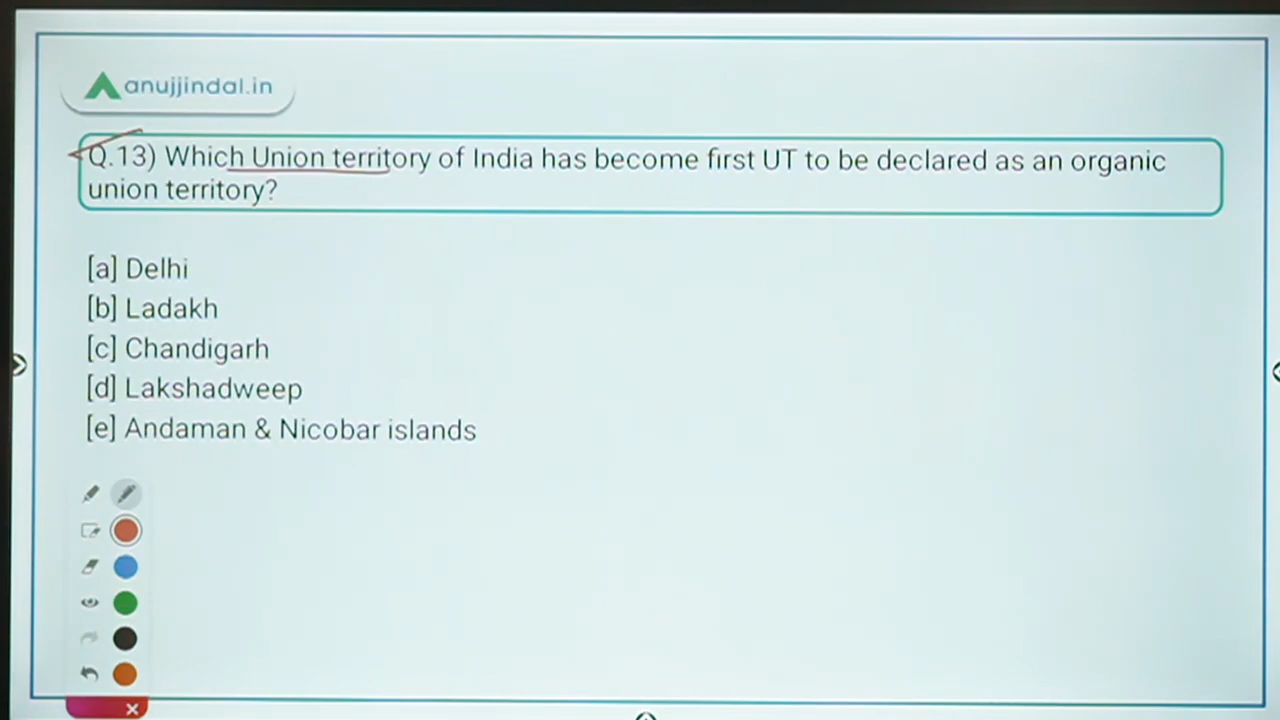 anujjindal.in
Q.13) Which Union territory of India has become first UT to be declared as an organic
union territory?
[a] Delhi
[b] Ladakh
[c] Chandigarh
[d] Lakshadweep
[e] Andaman & Nicobar islands